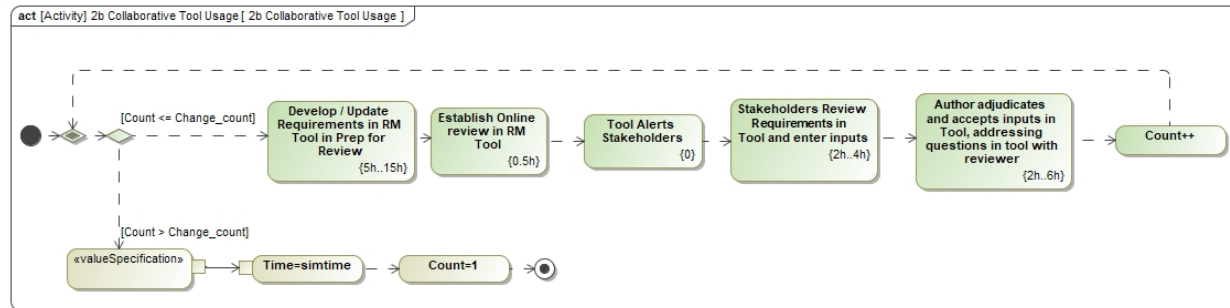 act [Activity] 2b Collaborative Tool Usage [ 2b Collaborative Tool Usage ]
[Count <= Change_count]
Develop / Update
Requirements in RM
Tool in Prep for
Review
{5h..15h}
Establish Online
review in RM
Tool
{0.5h}
Tool Alerts
Stakeholders
{0}
Stakeholders Review
Requirements in
Tool and enter inputs
{2h..4h}
Author adjudicates
and accepts inputs in
Tool, addressing
questions in tool with
reviewer
{2h..6h}
Count++
[Count > Change_count]
«valueSpecification»
Time=simtime
Count=1